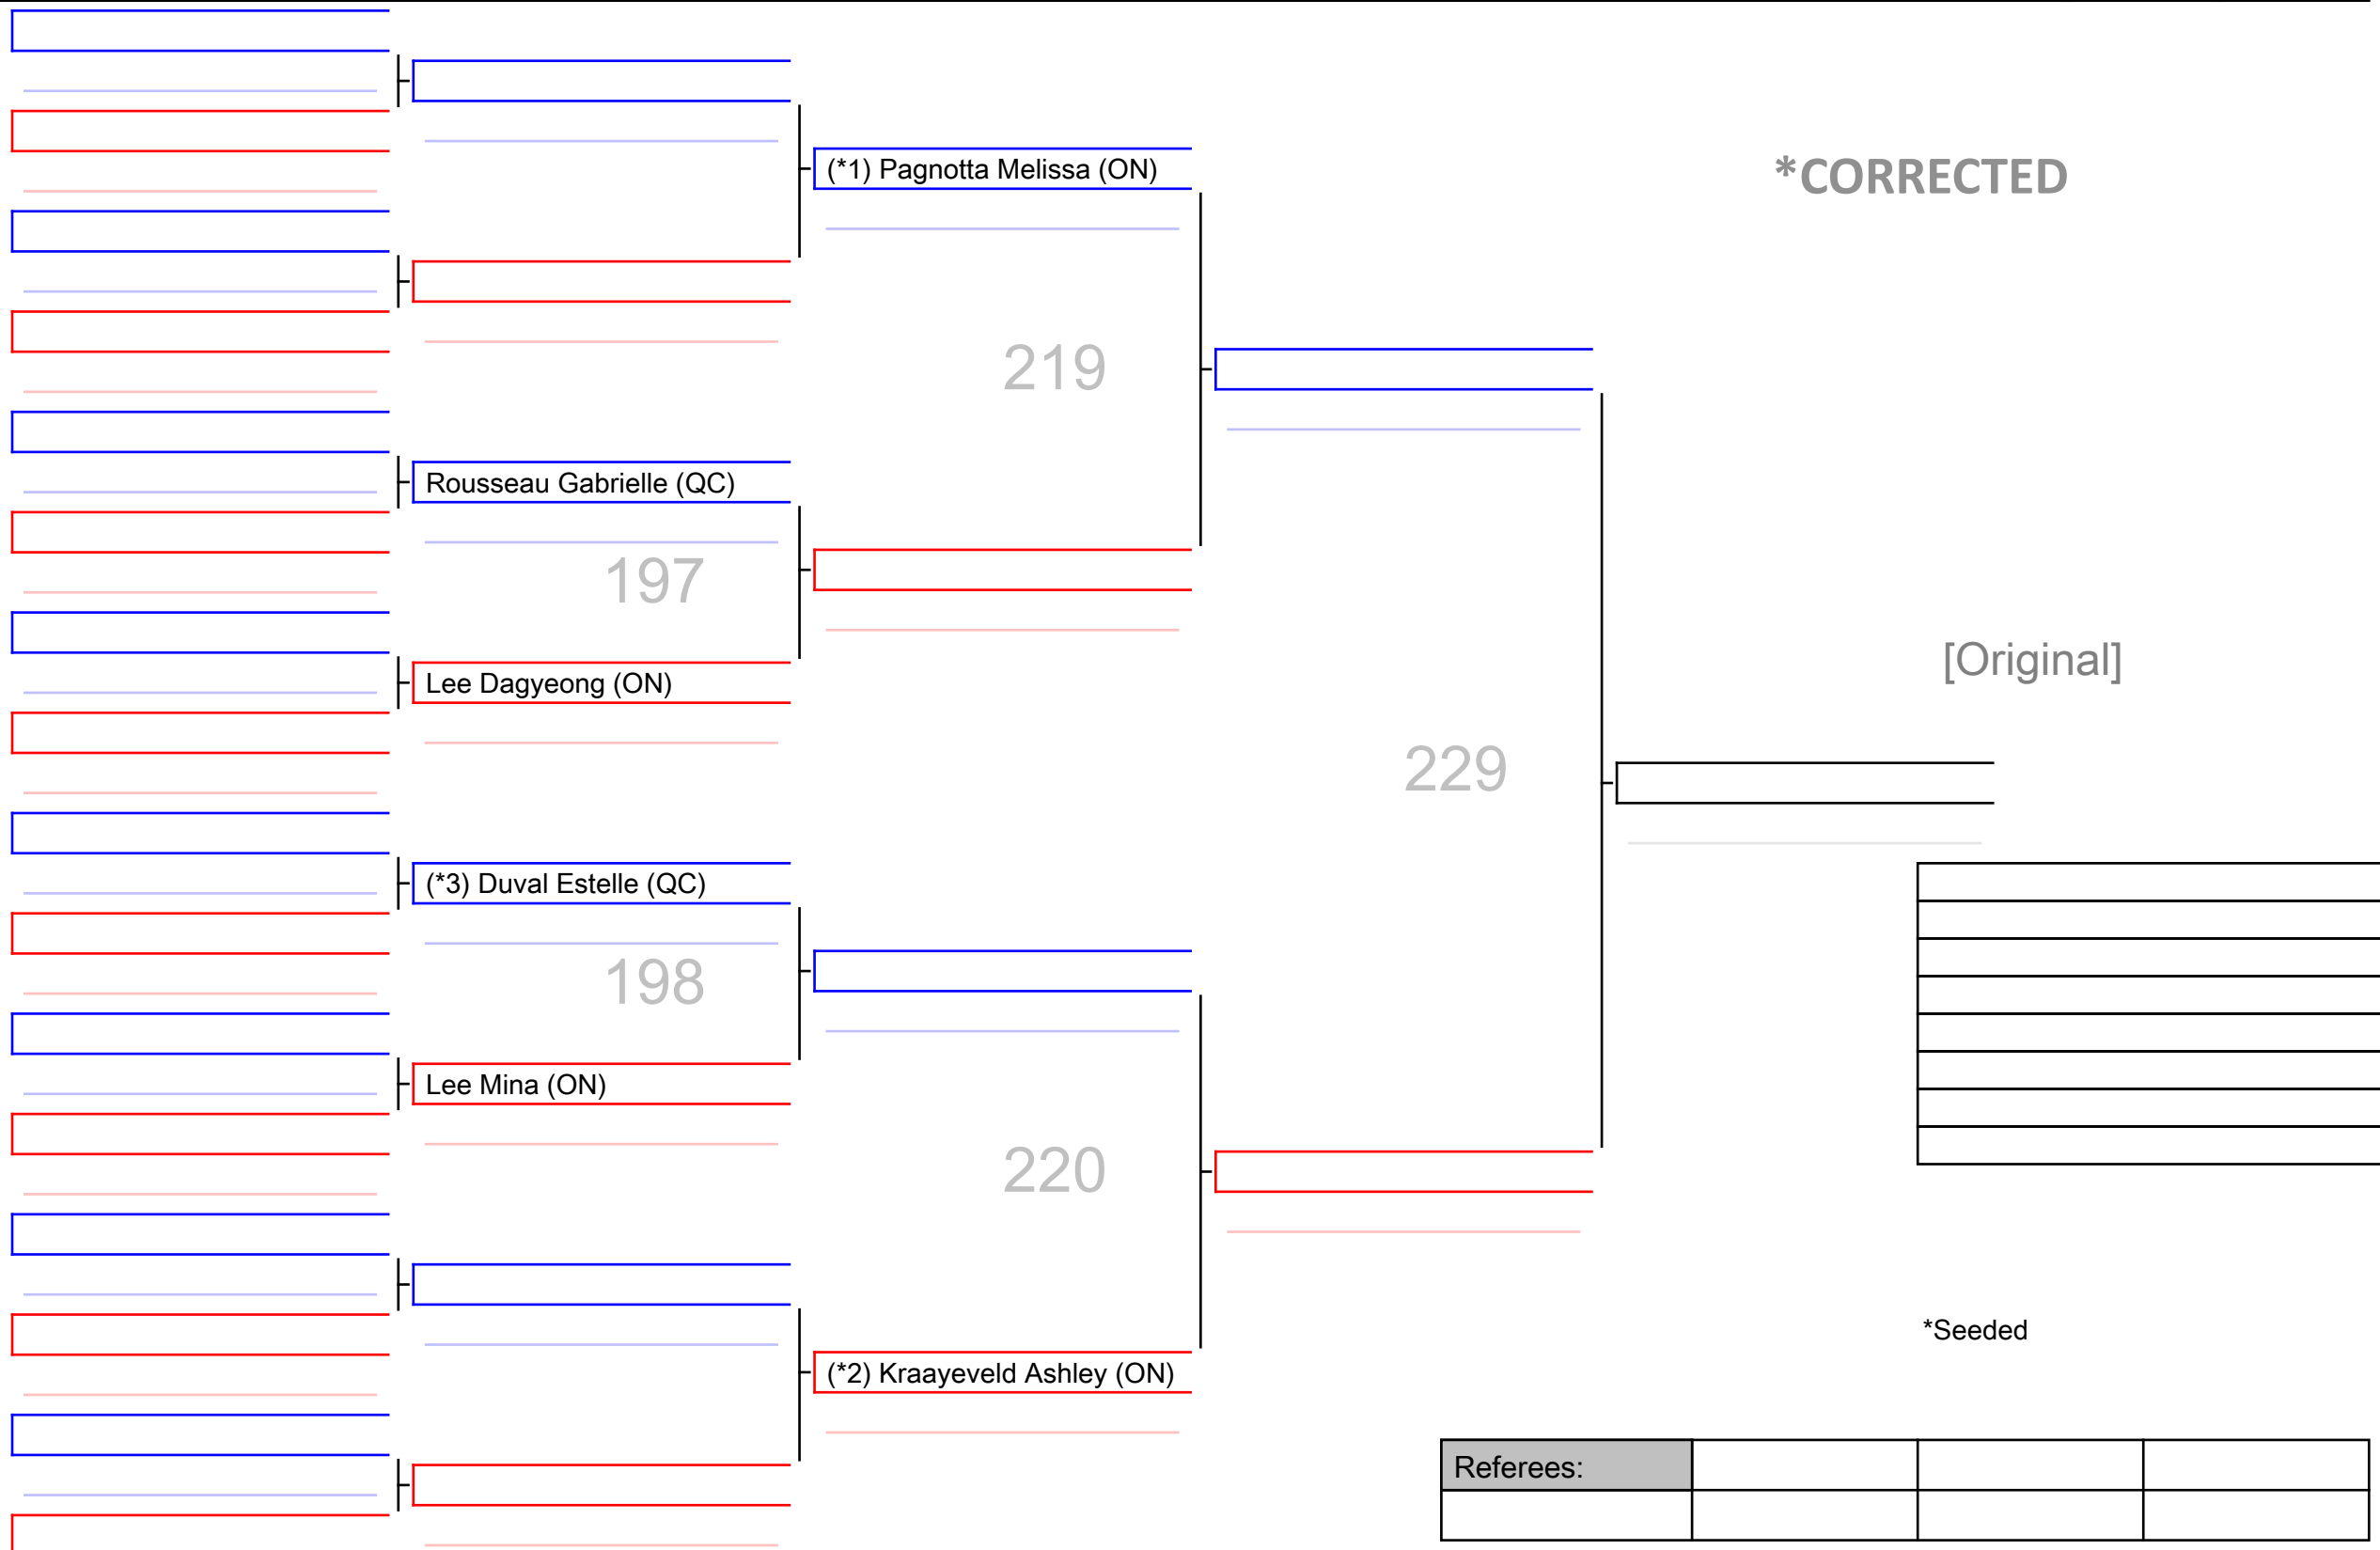 *CORRECTED
(*1) Pagnotta Melissa (ON)
219
Rousseau Gabrielle (QC)
197
Lee Dagyeong (ON)
[Original]
229
(*3) Duval Estelle (QC)
198
Lee Mina (ON)
220
*Seeded
(*2) Kraayeveld Ashley (ON)
Referees: